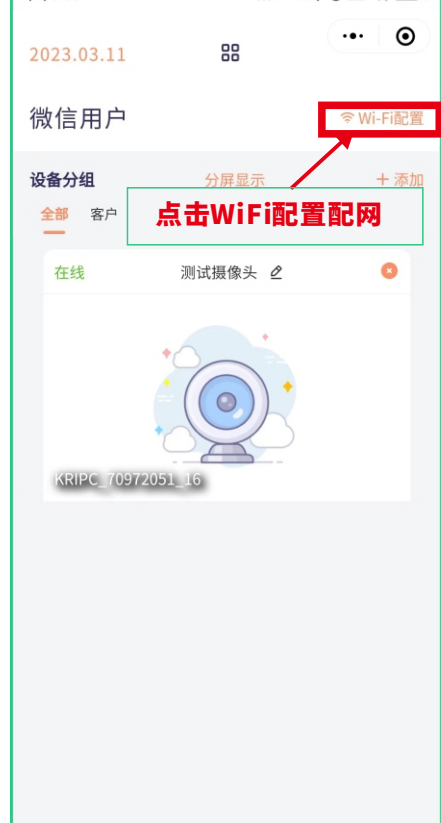 2023.03.11
微信用户
Wi-Fi配置
设备分组
分屏显示
+ 添加
全部
客户
点击WiFi配置配网
在线
测试摄像头
KRIPC_70972051_16